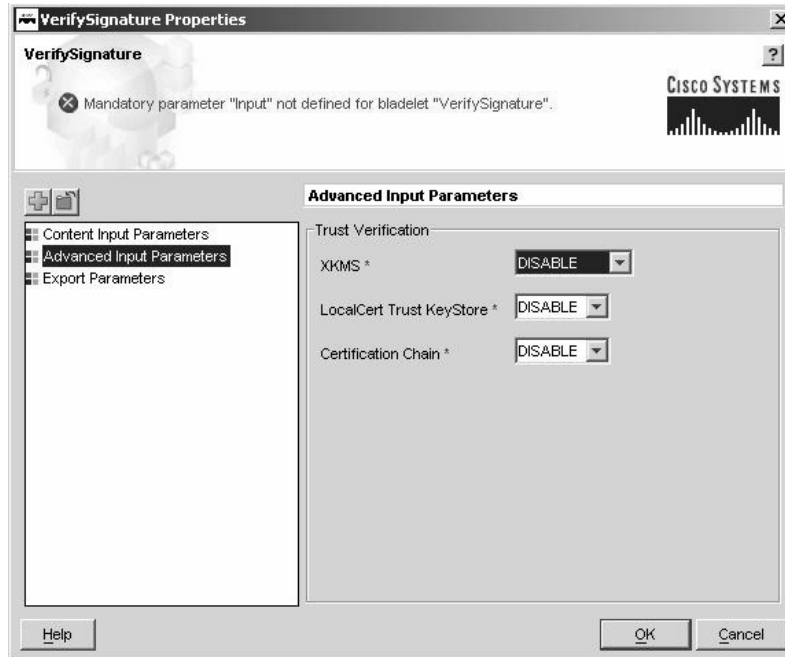 VerifySignature Properties
VerifySignature
?
Mandatory parameter "Input" not defined for bladelet "VerifySignature".
CISCO SYSTEMS
Advanced Input Parameters
Content Input Parameters
Advanced Input Parameters
Export Parameters
Trust Verification
XKMS * DISABLE
LocalCert Trust KeyStore * DISABLE
Certification Chain * DISABLE
Help OK Cancel